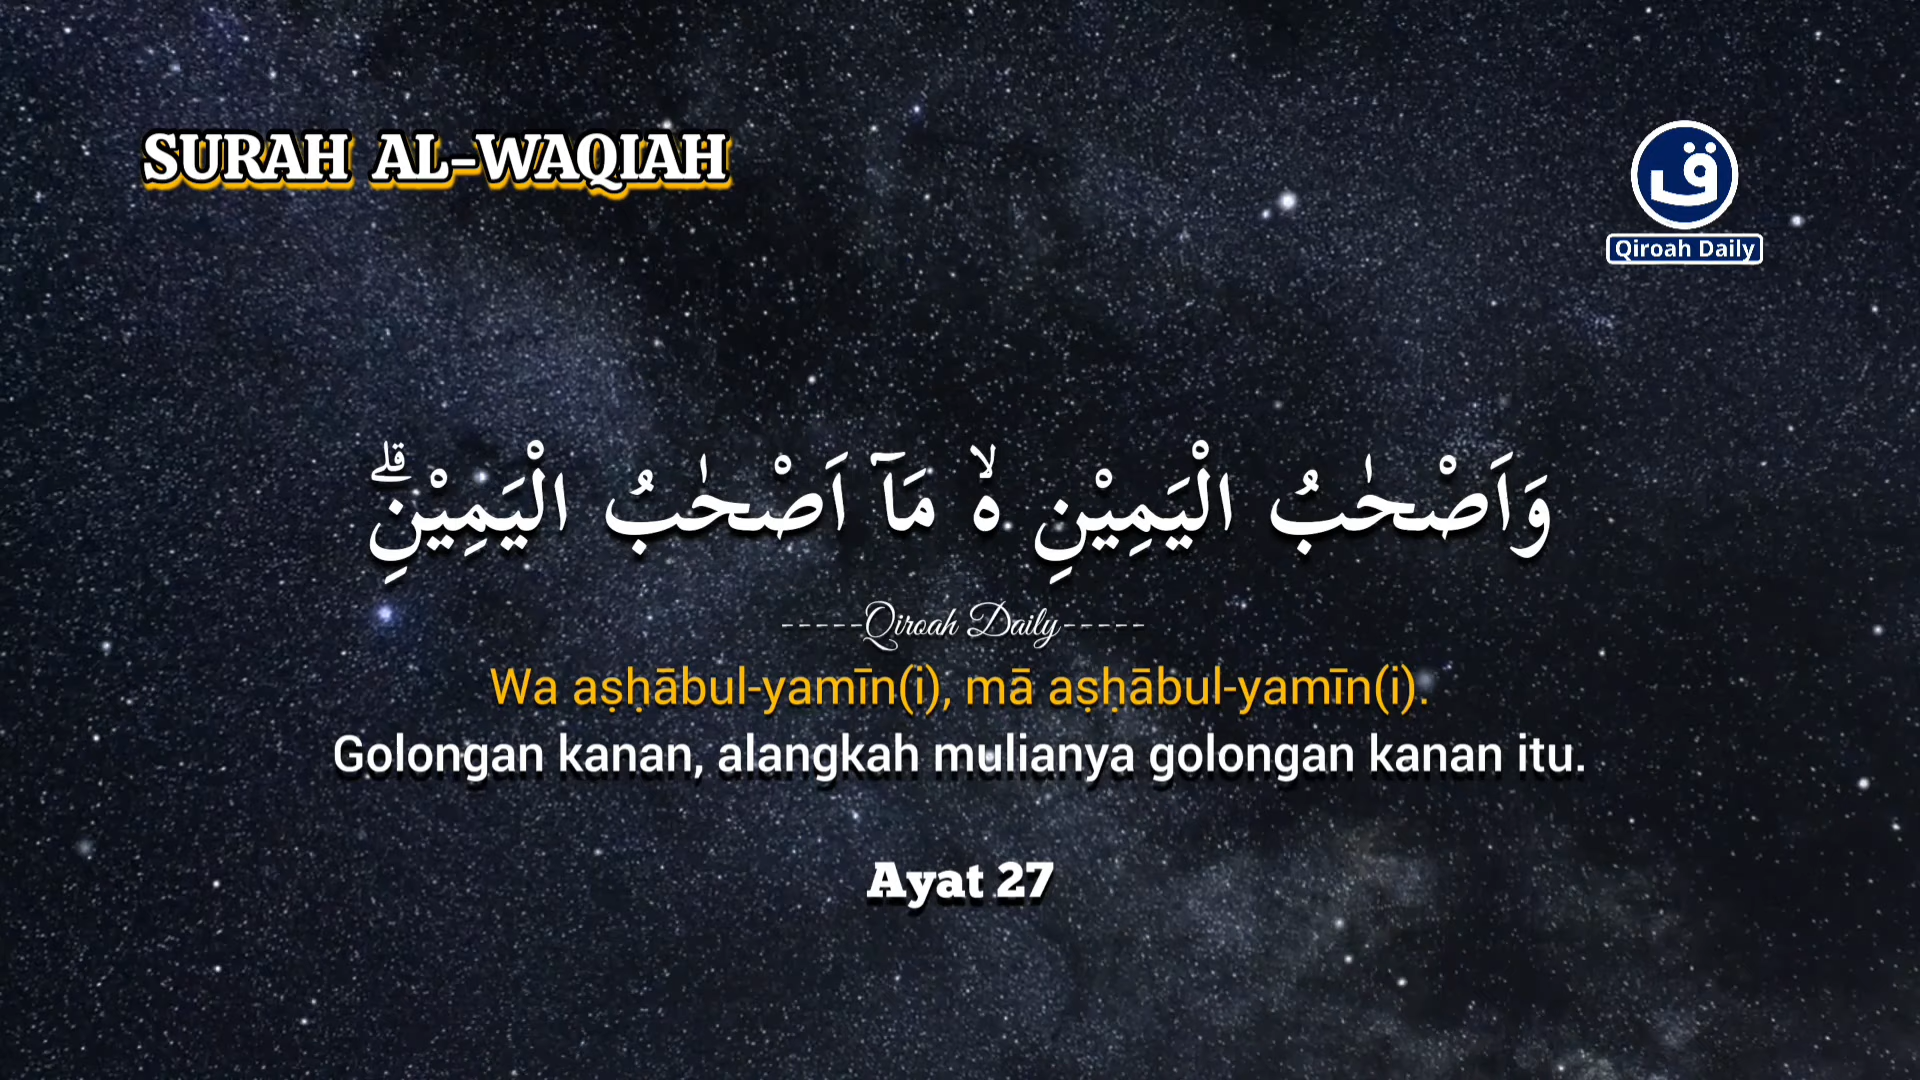 SURAH AL-WAQIAH
ق
Qiroah Daily
وَاَصْحٰبُ الْيَمِيْنِ ەۙ مَآ اَصْحٰبُ الْيَمِيْنِۗ
-----Qiroah Daily-----
Wa aṣḥābul-yamīn(i), mā aṣḥābul-yamīn(i).
Golongan kanan, alangkah mulianya golongan kanan itu.
Ayat 27